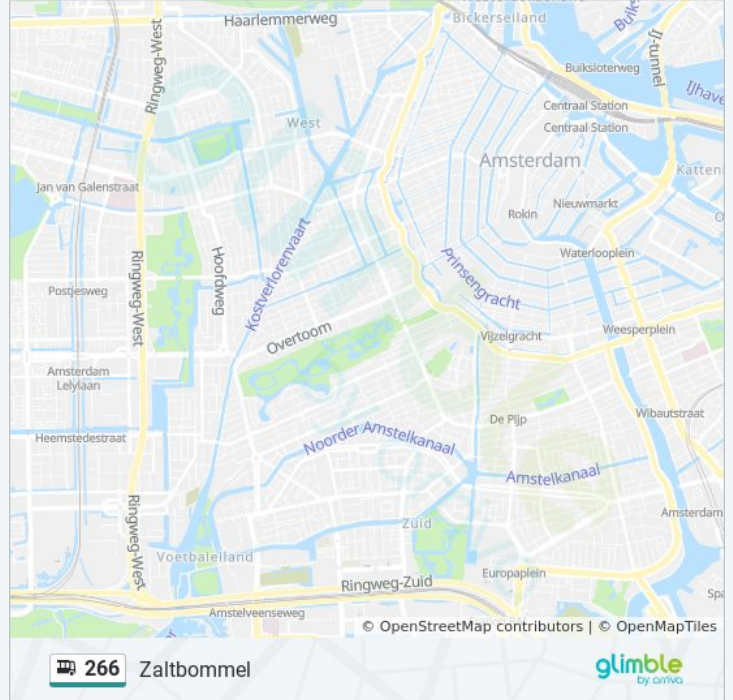 Haarlemmerweg
Bickerseiland
Buiks
IJ-tunnel
Ringweg-West
Buiksloterweg
IJhave
Centraal Station
Centraal Station
West
Amsterdam
Katten
Jan van Galenstraat
Nieuwmarkt
Rokin
O
Kostverlorenvaart
Hoofdweg
Waterlooplein
Prinsengracht
Ringweg-West
Postjesweg
Overtoom
Vijzelgracht
Weesperplein
Amsterdam
Lelylaan
De Pijp
Wibautstraat
Heemstedestraat
Noorder Amstelkanaal
Amstelkanaal
Ringweg-West
Amsterdam
Zuid
Voetbaleiland
Europaplein
Ringweg-Zuid
Spa
Amstelveenseweg
© OpenStreetMap contributors | © OpenMapTiles
266 Zaltbommel
glimble
by arriva